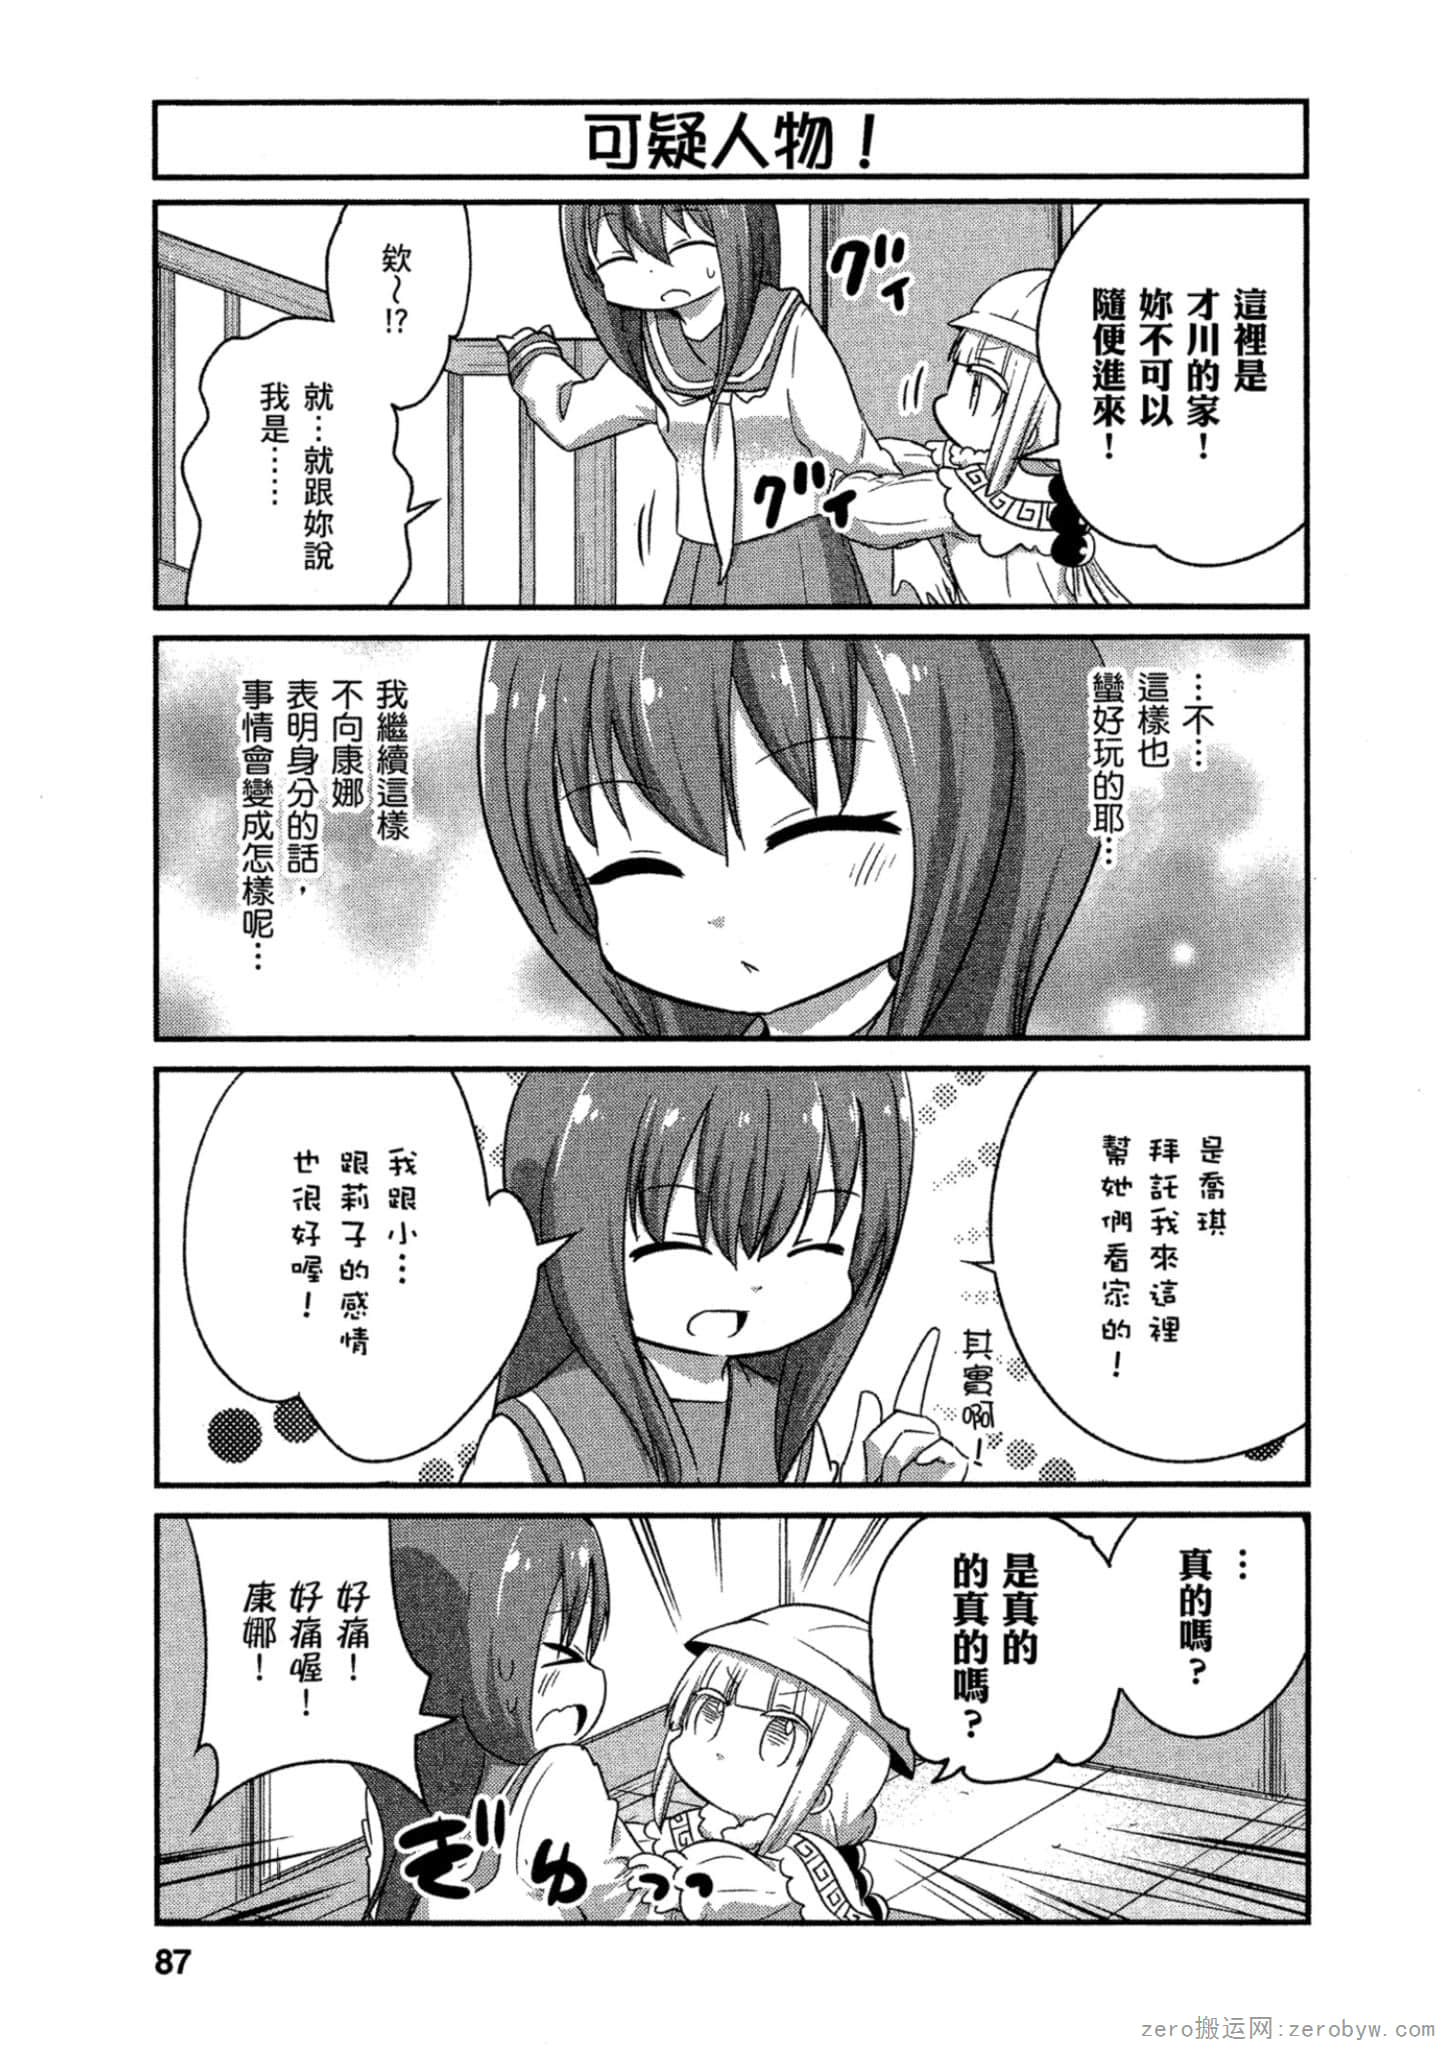 可疑人物！
這裡是
才川的家！
妳不可以
隨便進來！
グィ
グィ
欸～!?
就…就跟妳說
我是……
…不…
這樣也
蠻好玩的耶…
我繼續這樣
不向康娜
表明身分的話，
事情會變成怎樣呢…
是喬琪
拜託我來這裡
幫她們看家的！
其實啊！
我跟小…
跟莉子的感情
也很好喔！
…
真的嗎？
是真的
的真的嗎？
好痛！
好痛喔！
康娜！
ぎゅっっ
87
zero搬运网:zerobyw.com